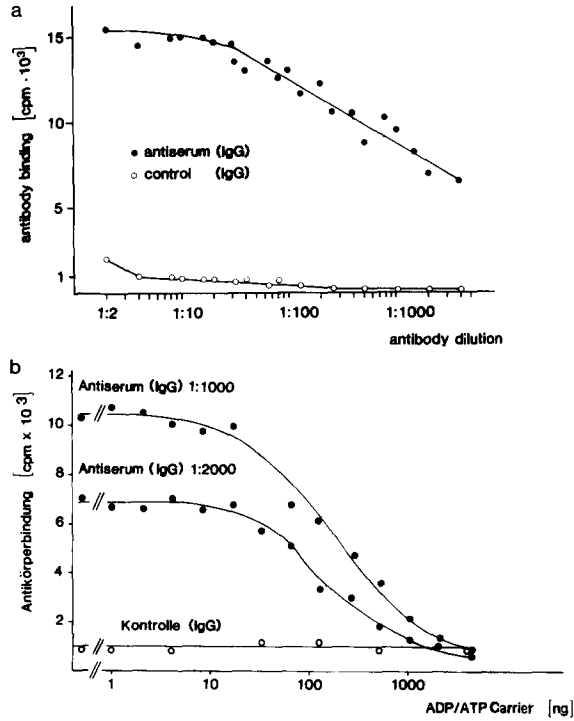 a
antibody binding [cpm · 10³]
15
10
5
1
● antiserum (IgG)
○ control (IgG)
1:2 1:10 1:100 1:1000
antibody dilution
b
Antikörperbindung [cpm x 10³]
12
10
8
6
4
2
Antiserum (IgG) 1:1000
Antiserum (IgG) 1:2000
Kontrolle (IgG)
1 10 100 1000
ADP/ATP Carrier [ng]